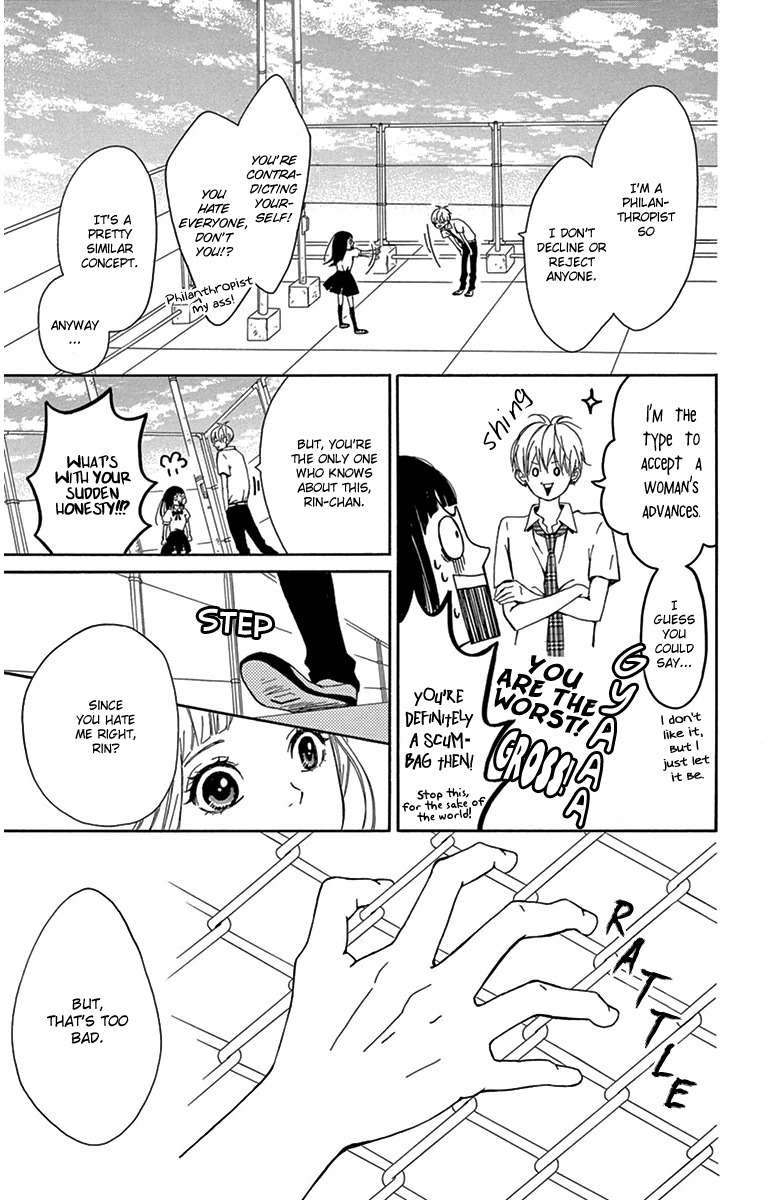 I'M A
PHILAN-
THROPIST
SO
I DON'T
DECLINE OR
REJECT
ANYONE.
YOU'RE
CONTRA-
DICTING
YOUR-
SELF!
YOU
HATE
EVERYONE,
DON'T
YOU!?
Philanthropist
my ass!
IT'S A
PRETTY
SIMILAR
CONCEPT.
ANYWAY
...
I'M THE
TYPE TO
ACCEPT A
WOMAN'S
ADVANCES.
shing
I
GUESS
YOU
COULD
SAY...
I don't
like it,
but I
just let
it be.
GYAAAA
YOU
ARE THE
WORST!
GROSS!
YOU'RE
DEFINITELY
A SCUM-
BAG THEN!
Stop this,
for the sake of
the world!
BUT, YOU'RE
THE ONLY ONE
WHO KNOWS
ABOUT THIS,
RIN-CHAN.
WHAT'S
WITH YOUR
SUDDEN
HONESTY!!?
STEP
SINCE
YOU HATE
ME RIGHT,
RIN?
RATTLE
BUT,
THAT'S TOO
BAD.